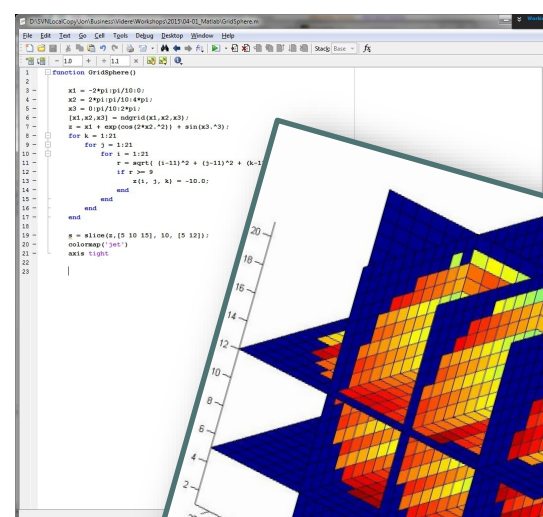 D:\SVNLocalCopy\Jon\Business\Videre\Workshops\2015\04-01_Matlab\GridSphere.m
File Edit Text Go Cell Tools Debug Desktop Window Help
Stack: Base fx
1.0 + ÷ 1.1 ×
1 function GridSphere()
2
3 x1 = -2*pi:pi/10:0;
4 x2 = 2*pi:pi/10:4*pi;
5 x3 = 0:pi/10:2*pi;
6 [x1,x2,x3] = ndgrid(x1,x2,x3);
7 z = x1 + exp(cos(2*x2.^2)) + sin(x3.^3);
8 for k = 1:21
9 for j = 1:21
10 for i = 1:21
11 r = sqrt( (i-11)^2 + (j-11)^2 + (k-1
12 if r >= 9
13 z(i, j, k) = -10.0;
14 end
15 end
16 end
17 end
18
19 s = slice(z,[5 10 15], 10, [5 12]);
20 colormap('jet')
21 axis tight
22
23
20
18
16
14
12
10
8
6
4
2